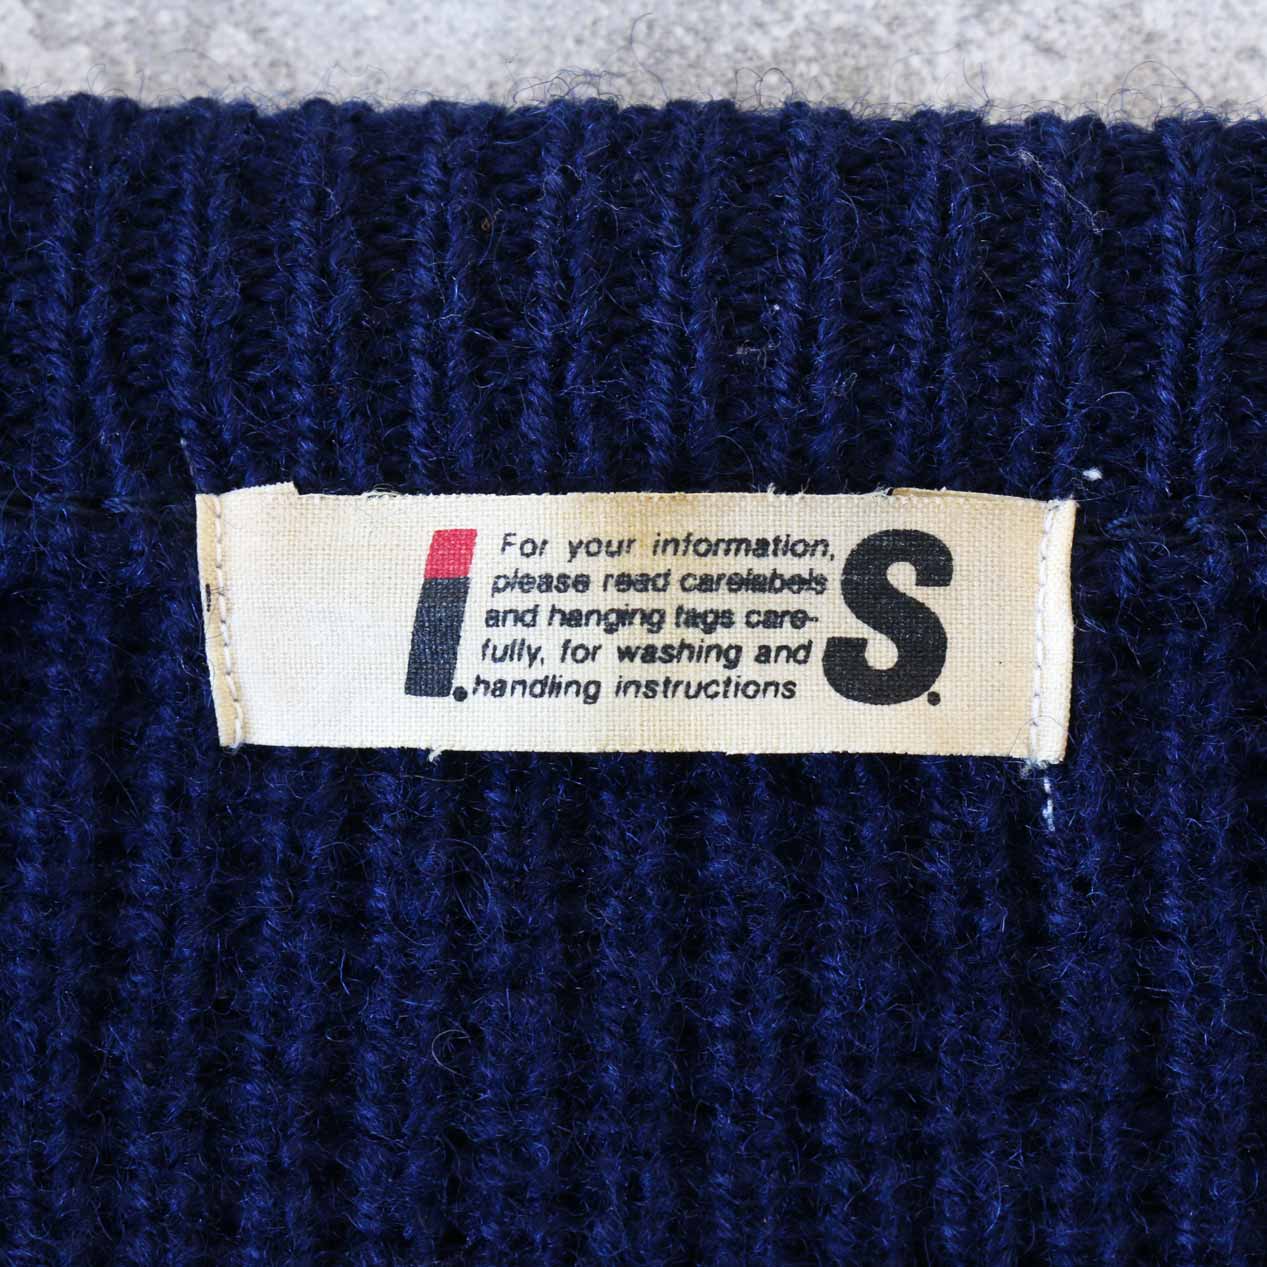 I.S.
For your information,
please read carelabels
and hanging tags care-
fully, for washing and
handling instructions